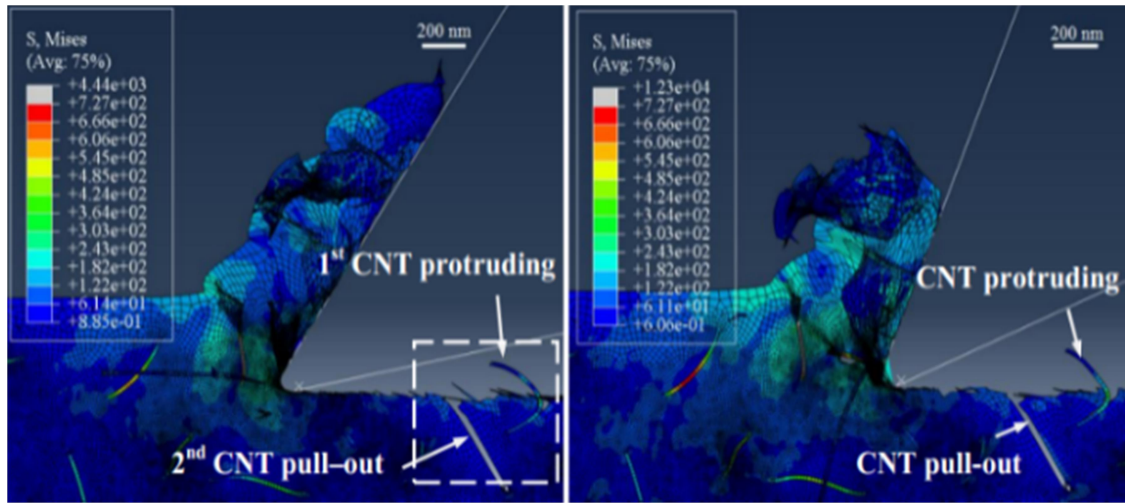 S, Mises
(Avg: 75%)
+4.44e+03
+7.27e+02
+6.66e+02
+6.06e+02
+5.45e+02
+4.85e+02
+4.24e+02
+3.64e+02
+3.03e+02
+2.43e+02
+1.82e+02
+1.22e+02
+6.14e+01
+8.85e-01
200 nm
1st CNT protruding
2nd CNT pull–out
S, Mises
(Avg: 75%)
+1.23e+04
+7.27e+02
+6.66e+02
+6.06e+02
+5.45e+02
+4.85e+02
+4.24e+02
+3.64e+02
+3.03e+02
+2.43e+02
+1.82e+02
+1.22e+02
+6.11e+01
+6.06e-01
200 nm
CNT protruding
CNT pull-out